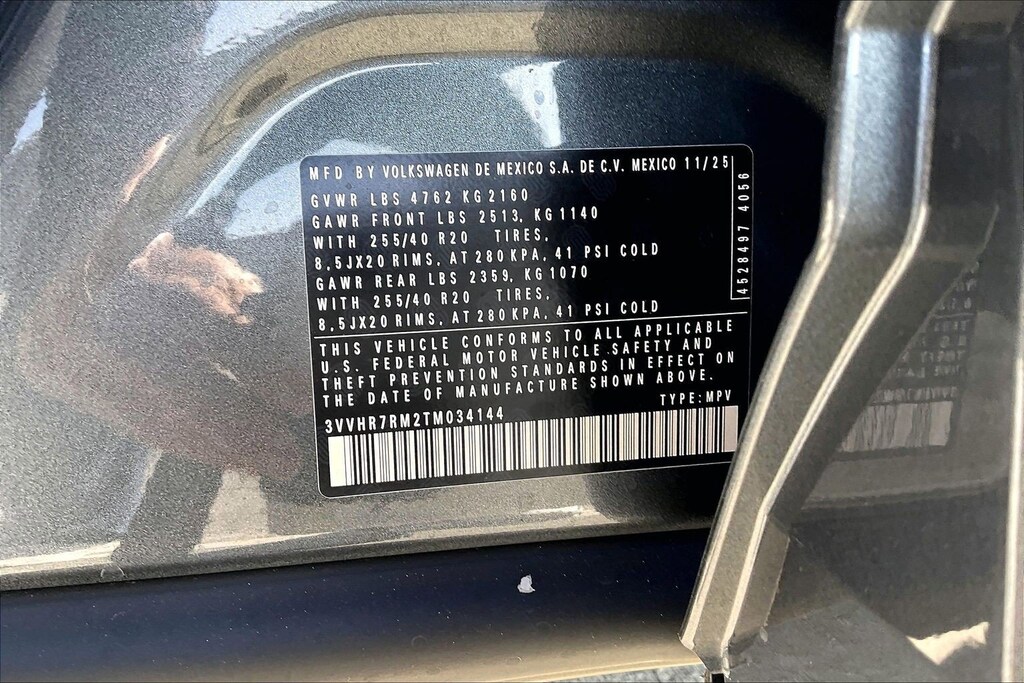 MFD BY VOLKSWAGEN DE MEXICO S.A. DE C.V. MEXICO 11/25
GVWR LBS 4762 KG 2160
GAWR FRONT LBS 2513, KG 1140
WITH 255/40 R20 TIRES,
8,5JX20 RIMS, AT 280 KPA, 41 PSI COLD
GAWR REAR LBS 2359, KG 1070
WITH 255/40 R20 TIRES,
8,5JX20 RIMS, AT 280 KPA, 41 PSI COLD
4528497 4056
THIS VEHICLE CONFORMS TO ALL APPLICABLE
U.S. FEDERAL MOTOR VEHICLE SAFETY AND
THEFT PREVENTION STANDARDS IN EFFECT ON
THE DATE OF MANUFACTURE SHOWN ABOVE.
TYPE: MPV
3VVHR7RM2TM034144